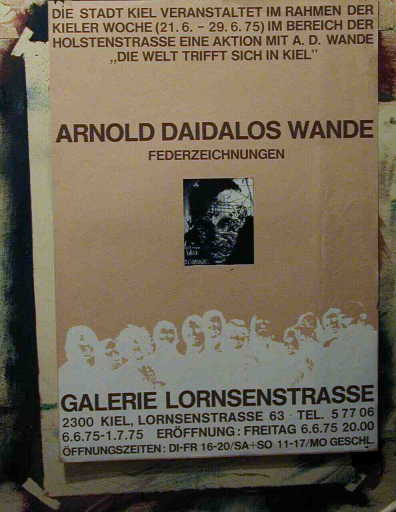 DIE STADT KIEL VERANSTALTET IM RAHMEN DER
KIELER WOCHE (21.6. - 29.6.75) IM BEREICH DER
HOLSTENSTRASSE EINE AKTION MIT A. D. WANDE
„DIE WELT TRIFFT SICH IN KIEL"
ARNOLD DAIDALOS WANDE
FEDERZEICHNUNGEN
GALERIE LORNSENSTRASSE
2300 KIEL, LORNSENSTRASSE 63 · TEL. 5 77 06
6.6.75-1.7.75 ERÖFFNUNG: FREITAG 6.6.75 20.00
ÖFFNUNGSZEITEN: DI-FR 16-20/SA+SO 11-17/MO GESCHL.